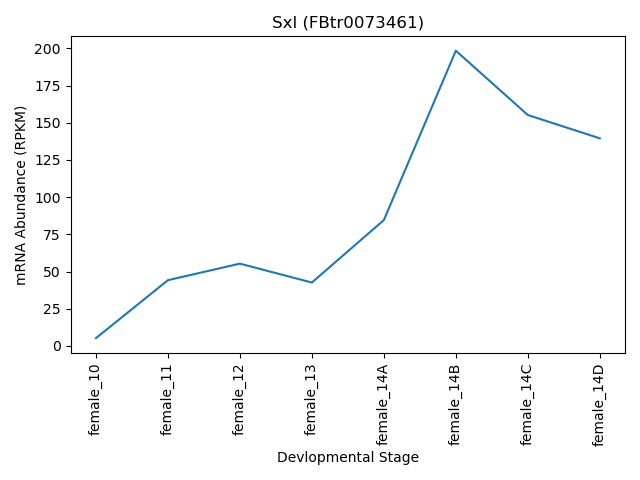 Sxl (FBtr0073461)
mRNA Abundance (RPKM)
200
175
150
125
100
75
50
25
0
female_10
female_11
female_12
female_13
female_14A
female_14B
female_14C
female_14D
Devlopmental Stage